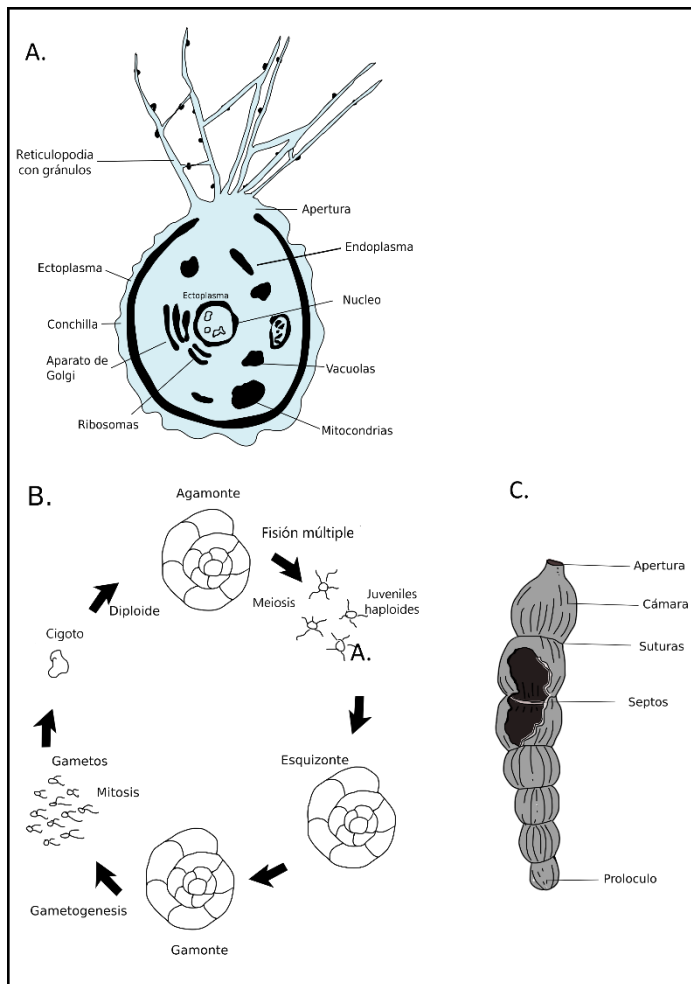 A.
Reticulopodia
con gránulos
Apertura
Endoplasma
Ectoplasma
Ectoplasma
Nucleo
Conchilla
Aparato de
Golgi
Vacuolas
Ribosomas
Mitocondrias
B.
Agamonte
Fisión múltiple
Meiosis
Juveniles
haploides
A.
Diploide
Cigoto
Esquizonte
Gametos
Mitosis
Gametogenesis
Gamonte
C.
Apertura
Cámara
Suturas
Septos
Proloculo